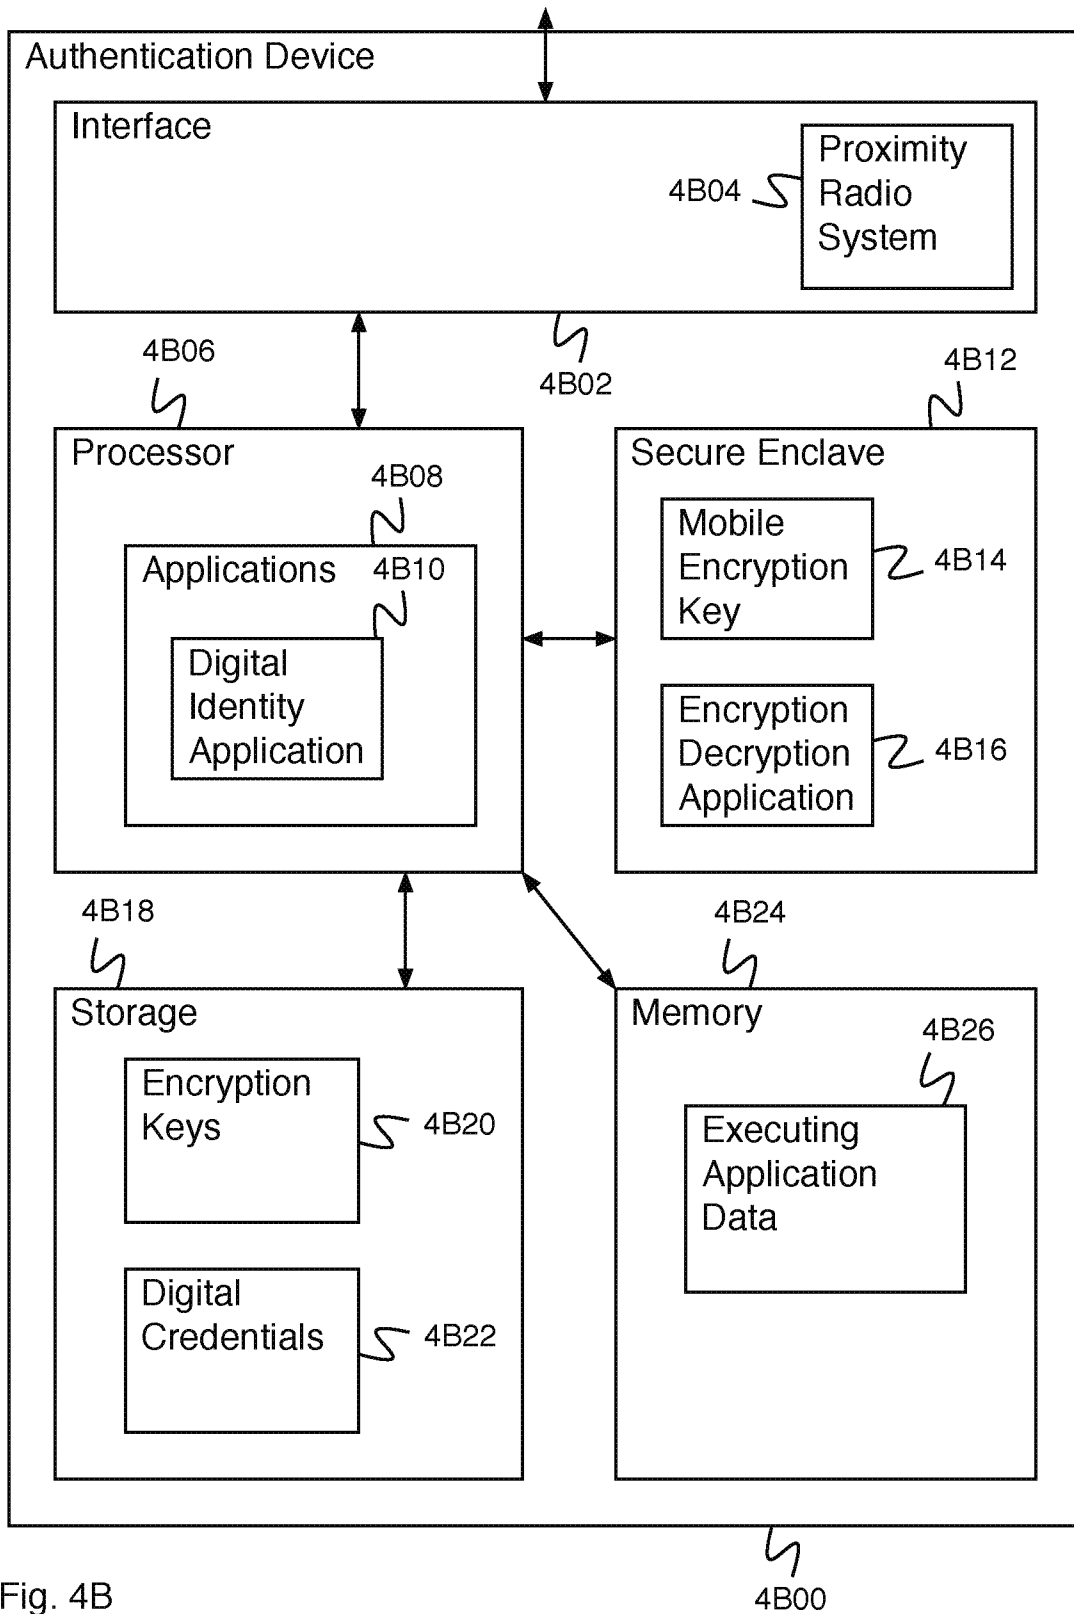 Authentication Device
Interface
Proximity
Radio
System
4B04
4B06
4B02
4B12
Processor
4B08
Applications
4B10
Digital
Identity
Application
Secure Enclave
Mobile
Encryption
Key
4B14
Encryption
Decryption
Application
4B16
4B18
4B24
Storage
Encryption
Keys
4B20
Digital
Credentials
4B22
Memory
4B26
Executing
Application
Data
Fig. 4B
4B00